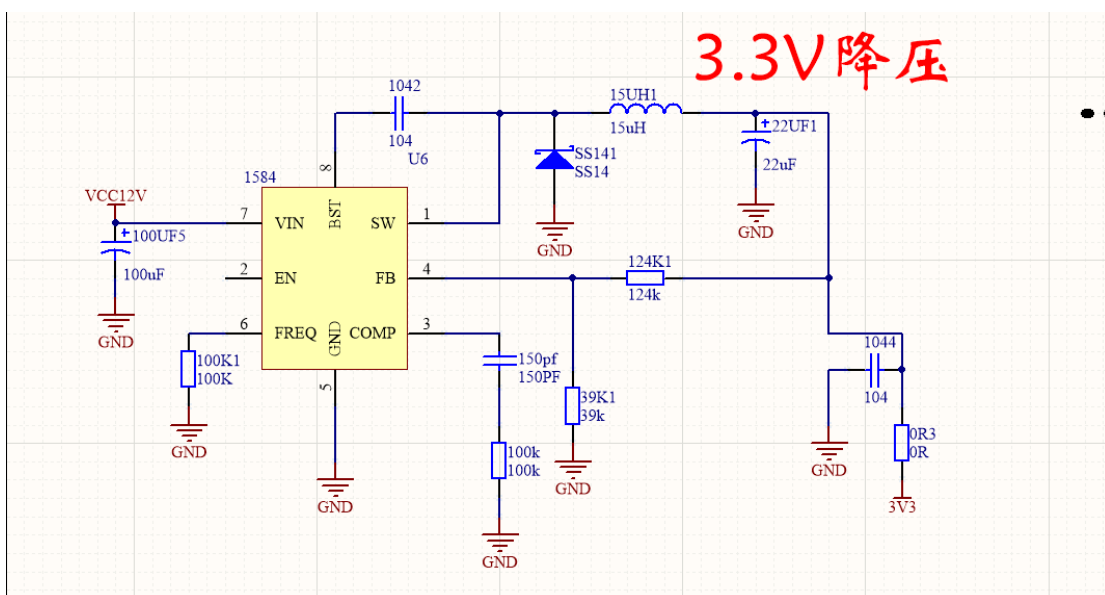 3.3V降压
1042
104
U6
15UH1
15uH
22UF1
22uF
GND
SS141
SS14
GND
1584
8
BST
VCC12V
7
VIN
SW
1
100UF5
100uF
GND
2
EN
FB
4
124K1
124k
6
FREQ
GND
COMP
3
100K1
100K
GND
5
GND
150pf
150PF
39K1
39k
GND
100k
100k
GND
1044
104
GND
0R3
0R
3V3